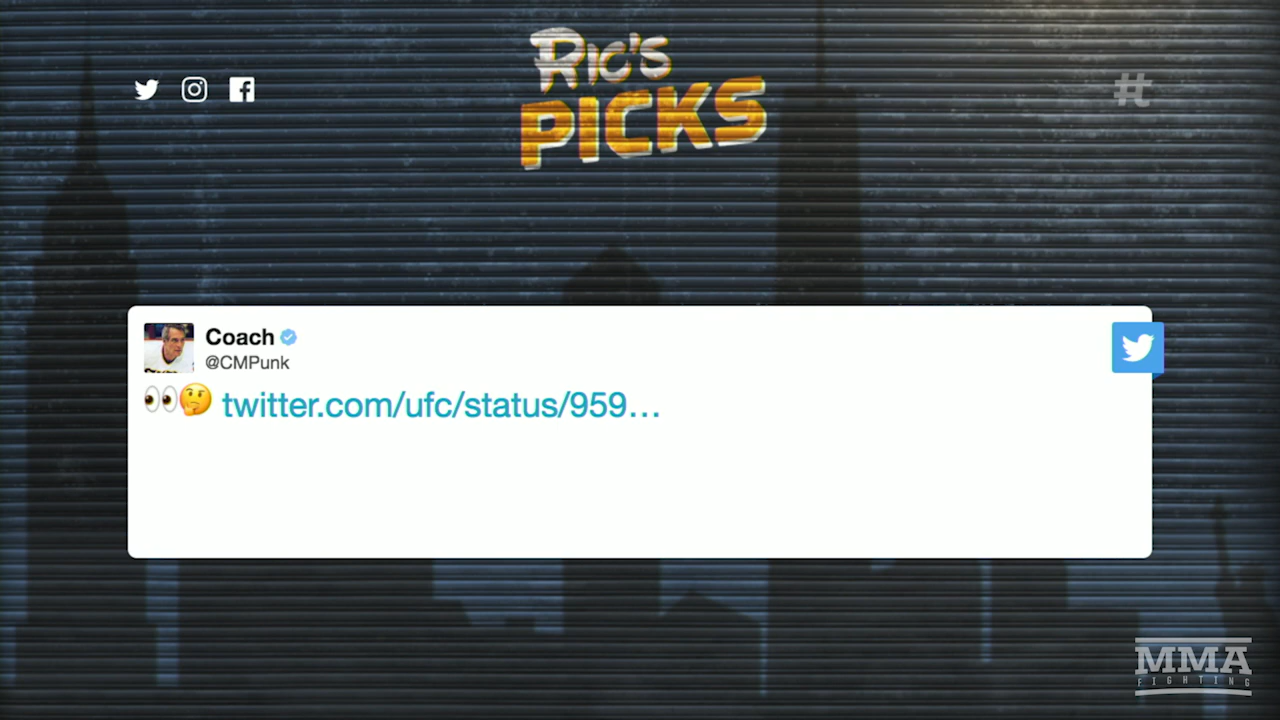 RIC'S
PICKS
#
Coach
@CMPunk
👀🤔 twitter.com/ufc/status/959…
MMA
FIGHTING